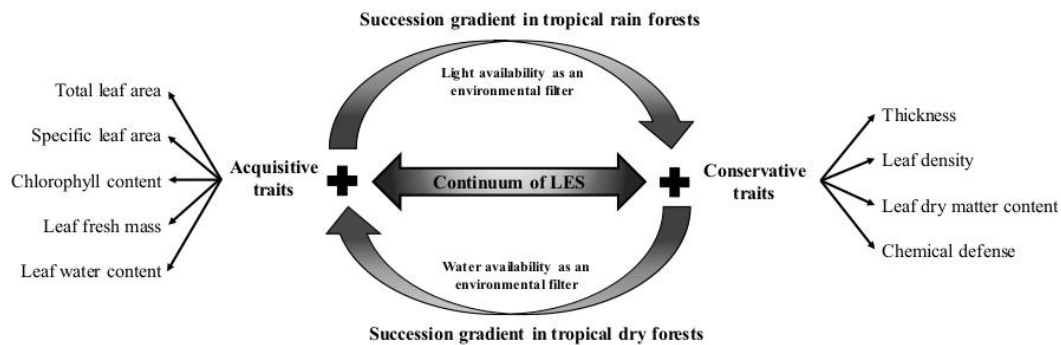 Succession gradient in tropical rain forests
Light availability as an
environmental filter
Total leaf area
Specific leaf area
Chlorophyll content
Leaf fresh mass
Leaf water content
Acquisitive
traits
Continuum of LES
Conservative
traits
Thickness
Leaf density
Leaf dry matter content
Chemical defense
Water availability as an
environmental filter
Succession gradient in tropical dry forests